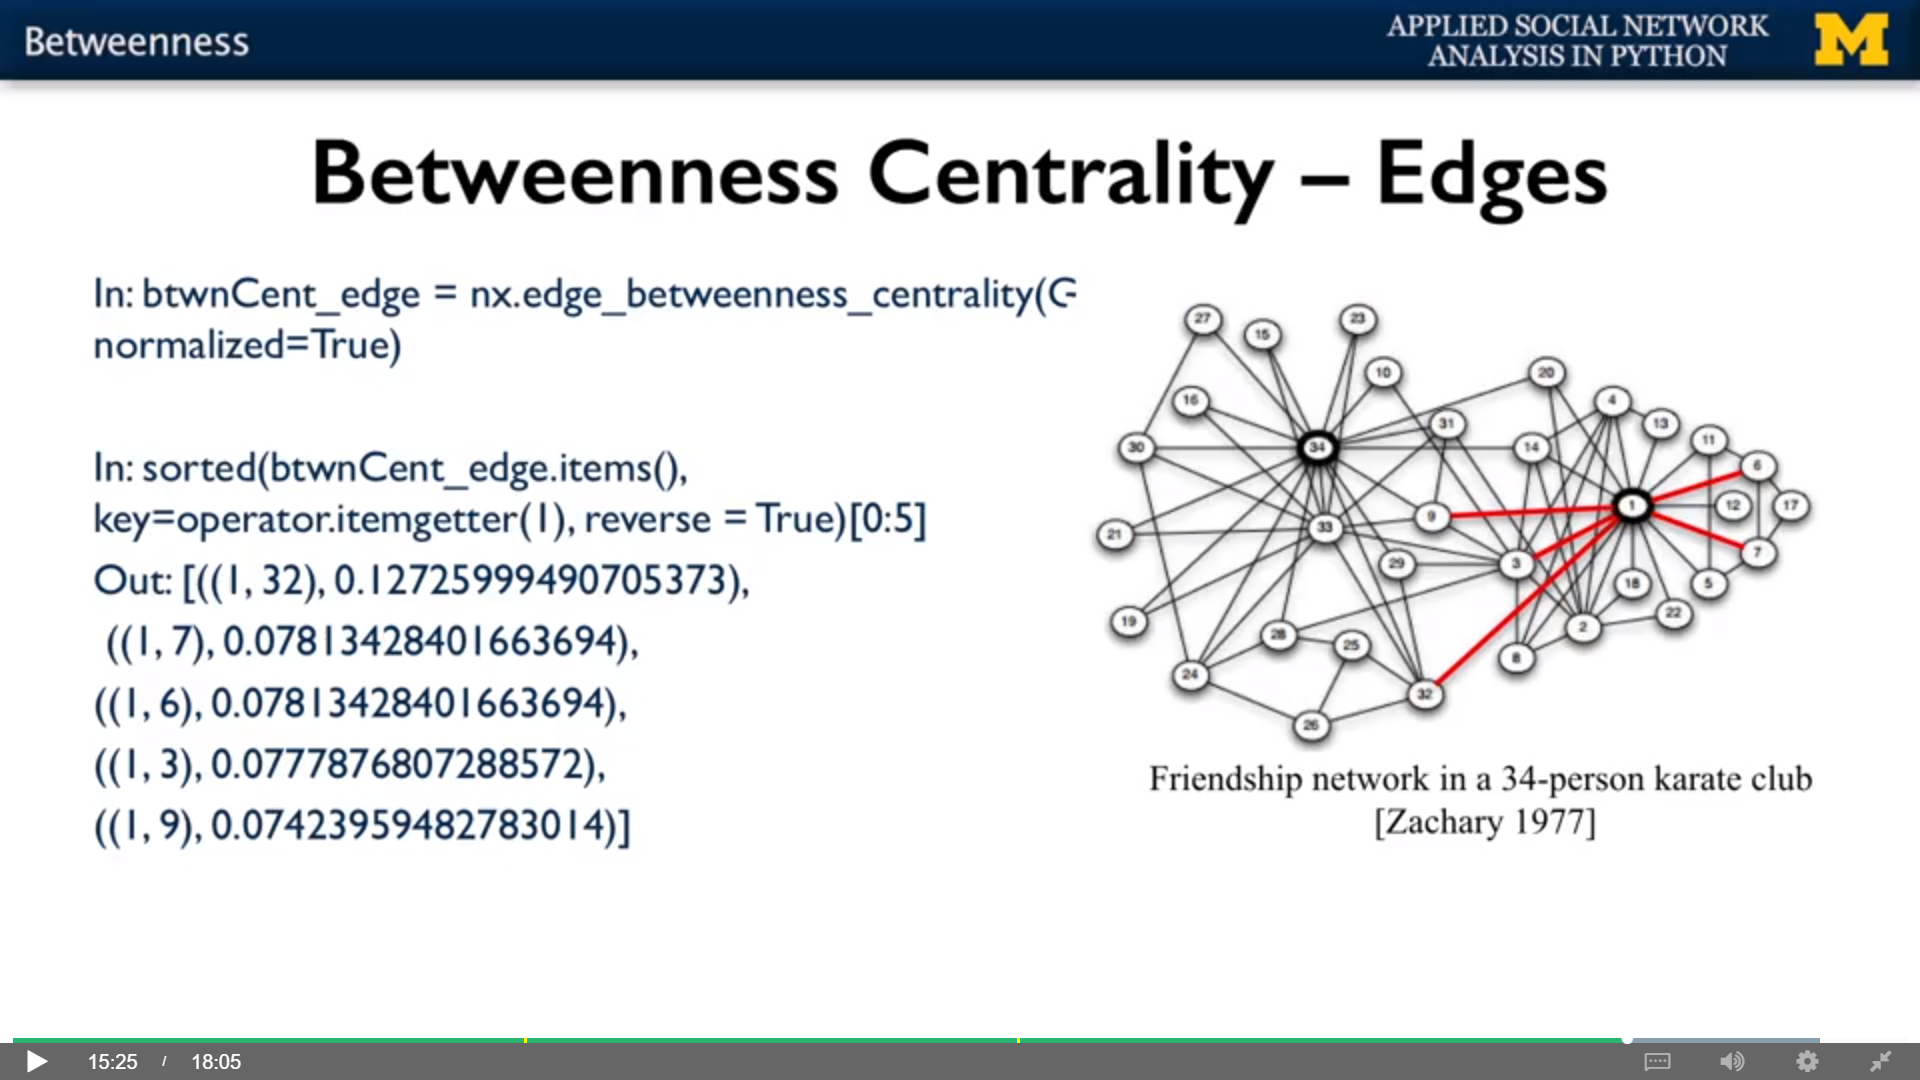 Betweenness
APPLIED SOCIAL NETWORK
ANALYSIS IN PYTHON
M
Betweenness Centrality – Edges
In: btwnCent_edge = nx.edge_betweenness_centrality(G
normalized=True)
In: sorted(btwnCent_edge.items(),
key=operator.itemgetter(1), reverse = True)[0:5]
Out: [((1, 32), 0.12725999490705373),
((1, 7), 0.07813428401663694),
((1, 6), 0.07813428401663694),
((1, 3), 0.0777876807288572),
((1, 9), 0.07423959482783014)]
27
15
23
10
20
16
4
31
13
30
34
14
11
6
9
1
12
17
21
33
29
3
7
18
5
19
28
25
2
22
8
24
32
26
Friendship network in a 34-person karate club
[Zachary 1977]
15:25 / 18:05